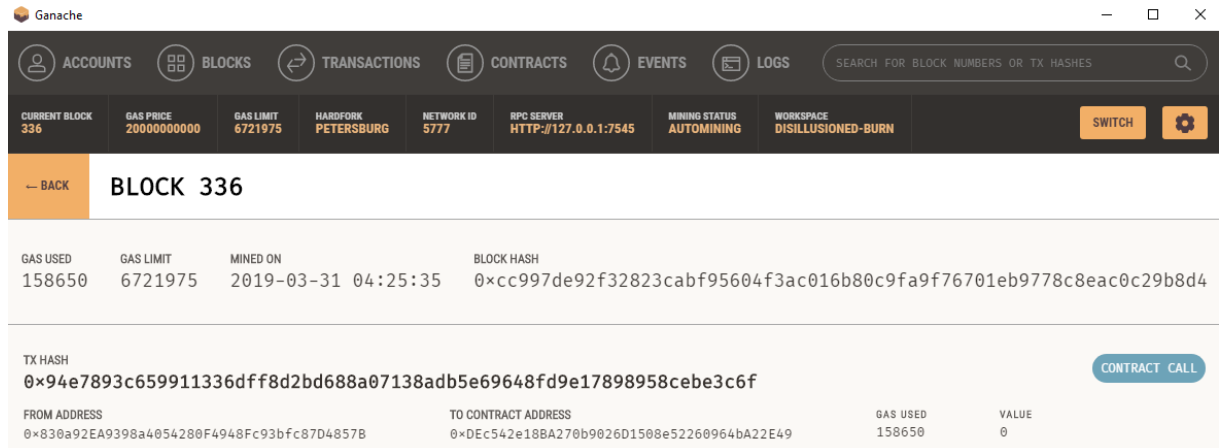 Ganache
ACCOUNTS BLOCKS TRANSACTIONS CONTRACTS EVENTS LOGS SEARCH FOR BLOCK NUMBERS OR TX HASHES
CURRENT BLOCK GAS PRICE GAS LIMIT HARDFORK NETWORK ID RPC SERVER MINING STATUS WORKSPACE
336 20000000000 6721975 PETERSBURG 5777 HTTP://127.0.0.1:7545 AUTOMINING DISILLUSIONED-BURN SWITCH
← BACK BLOCK 336
GAS USED GAS LIMIT MINED ON BLOCK HASH
158650 6721975 2019-03-31 04:25:35 0×cc997de92f32823cabf95604f3ac016b80c9fa9f76701eb9778c8eac0c29b8d4
TX HASH
0×94e7893c659911336dff8d2bd688a07138adb5e69648fd9e17898958cebe3c6f CONTRACT CALL
FROM ADDRESS TO CONTRACT ADDRESS GAS USED VALUE
0×830a92EA9398a4054280F4948Fc93bfc87D4857B 0×DEc542e18BA270b9026D1508e52260964bA22E49 158650 0